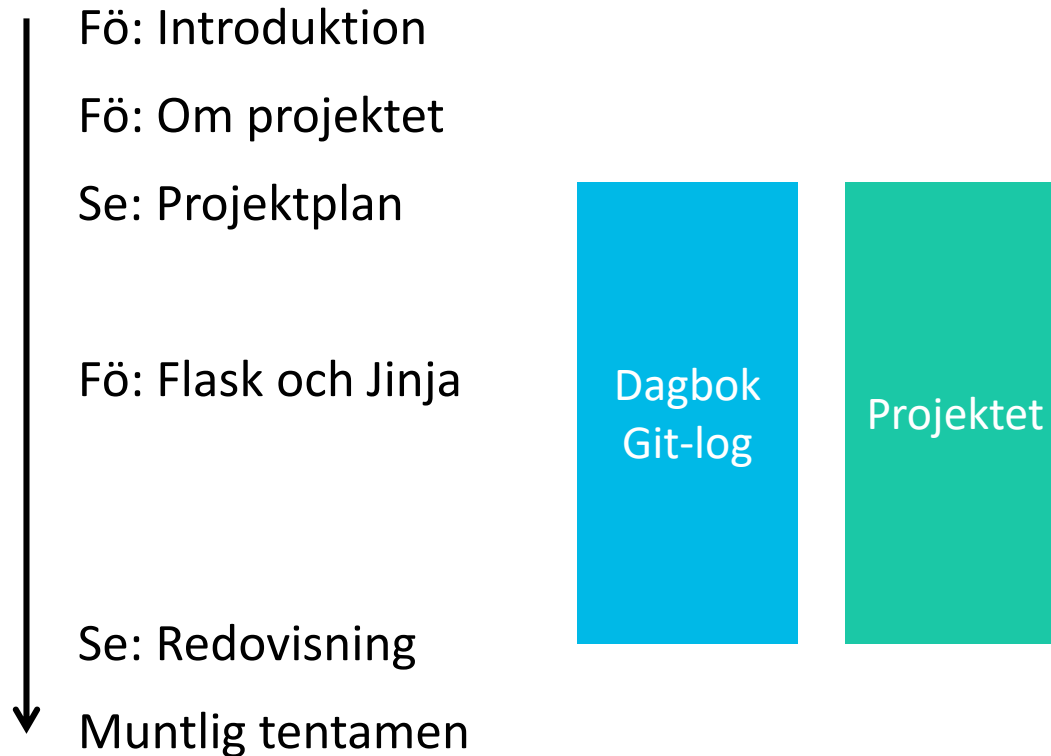 Fö: Introduktion
Fö: Om projektet
Se: Projektplan
Fö: Flask och Jinja
Dagbok
Git-log
Projektet
Se: Redovisning
Muntlig tentamen